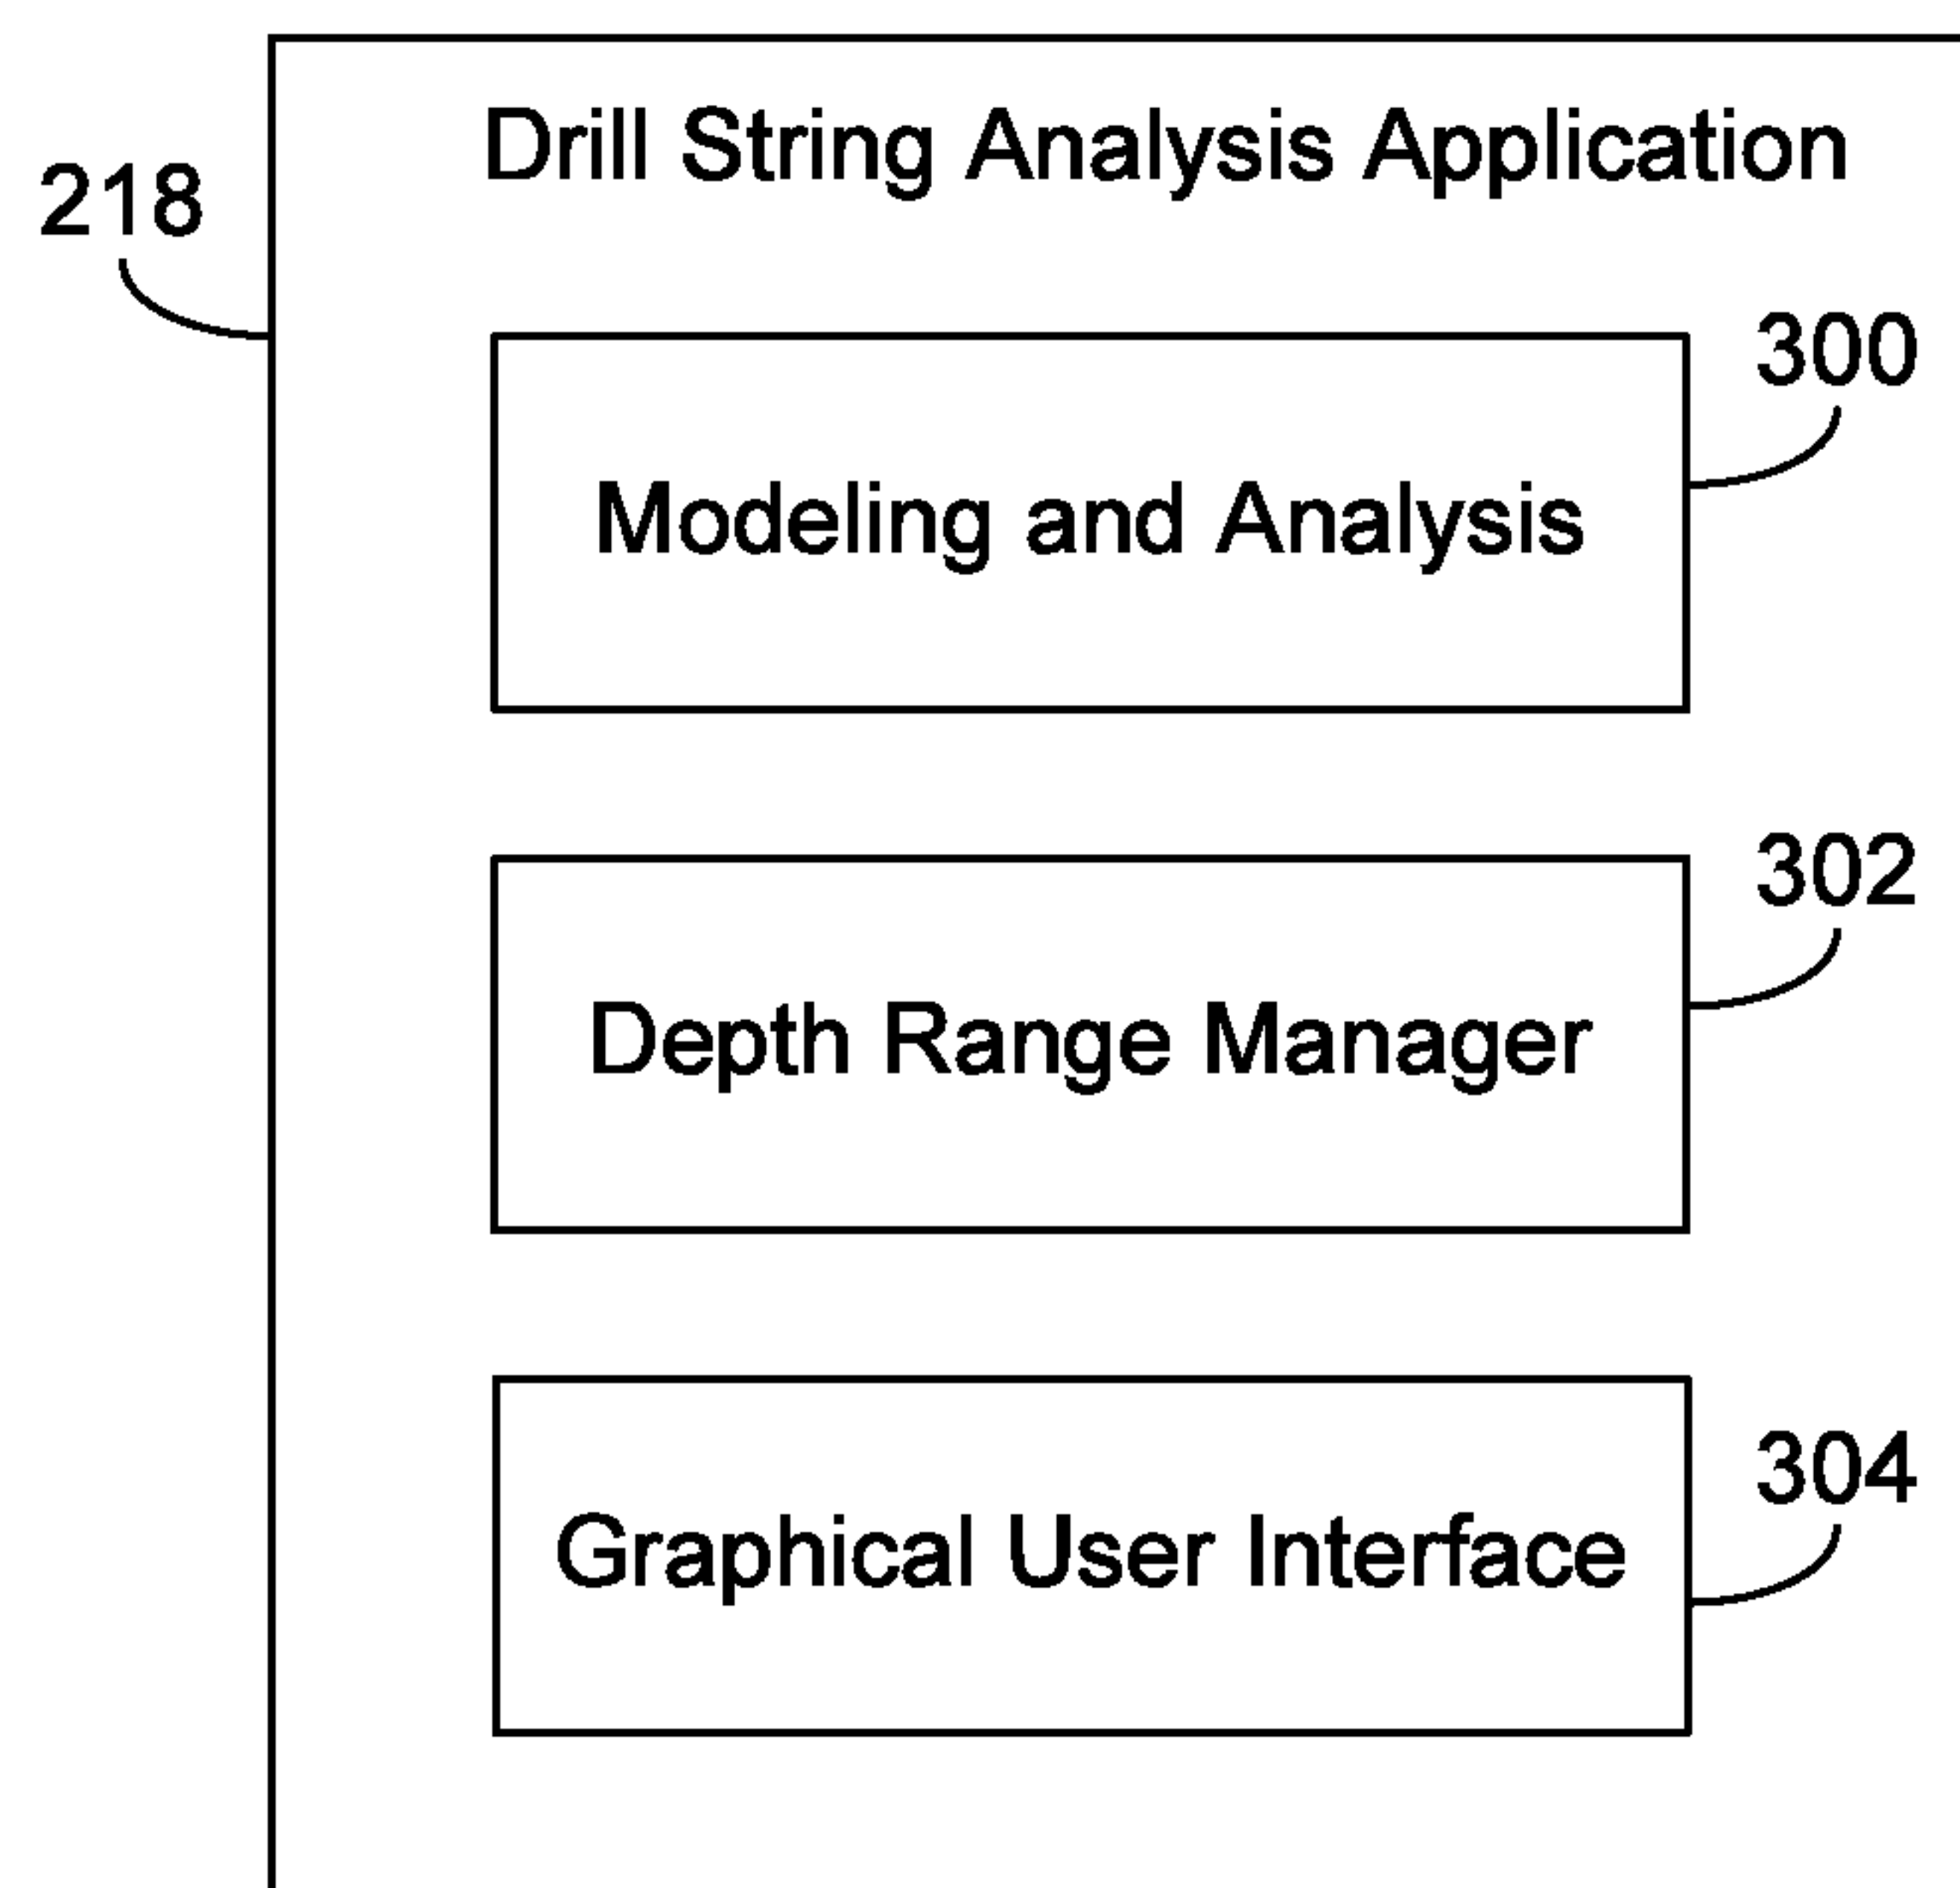 Drill String Analysis Application
218
300
Modeling and Analysis
302
Depth Range Manager
304
Graphical User Interface